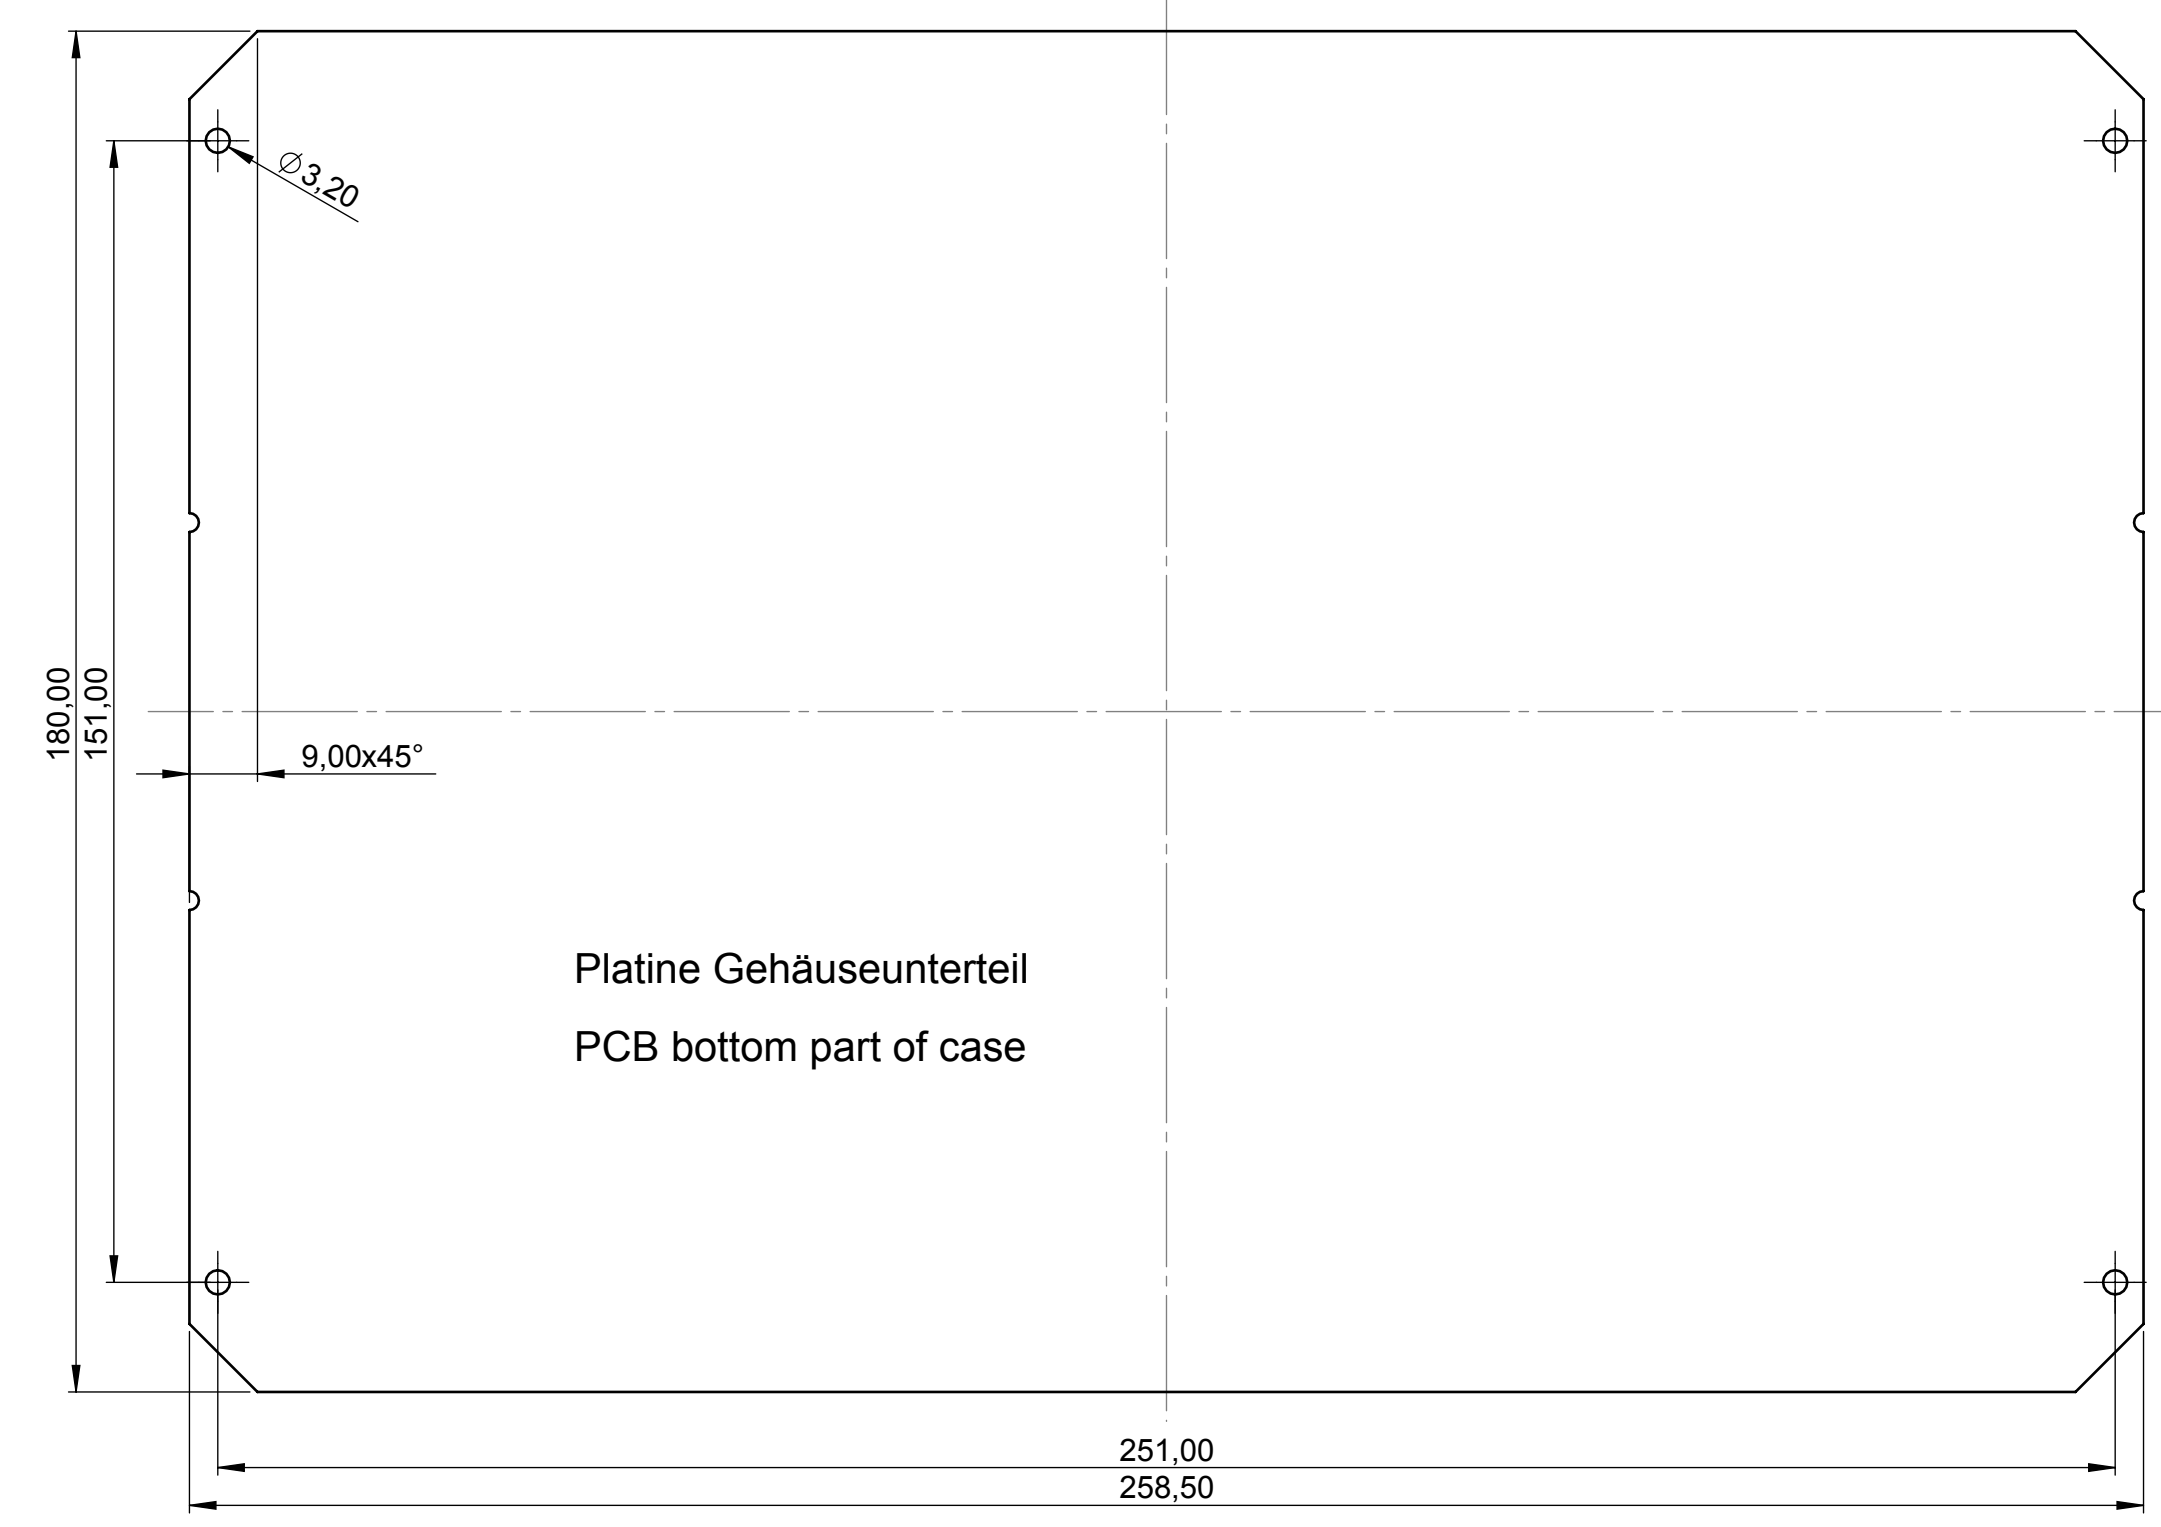 ∅3,20
180,00
151,00
9,00x45°
Platine Gehäuseunterteil
PCB bottom part of case
251,00
258,50